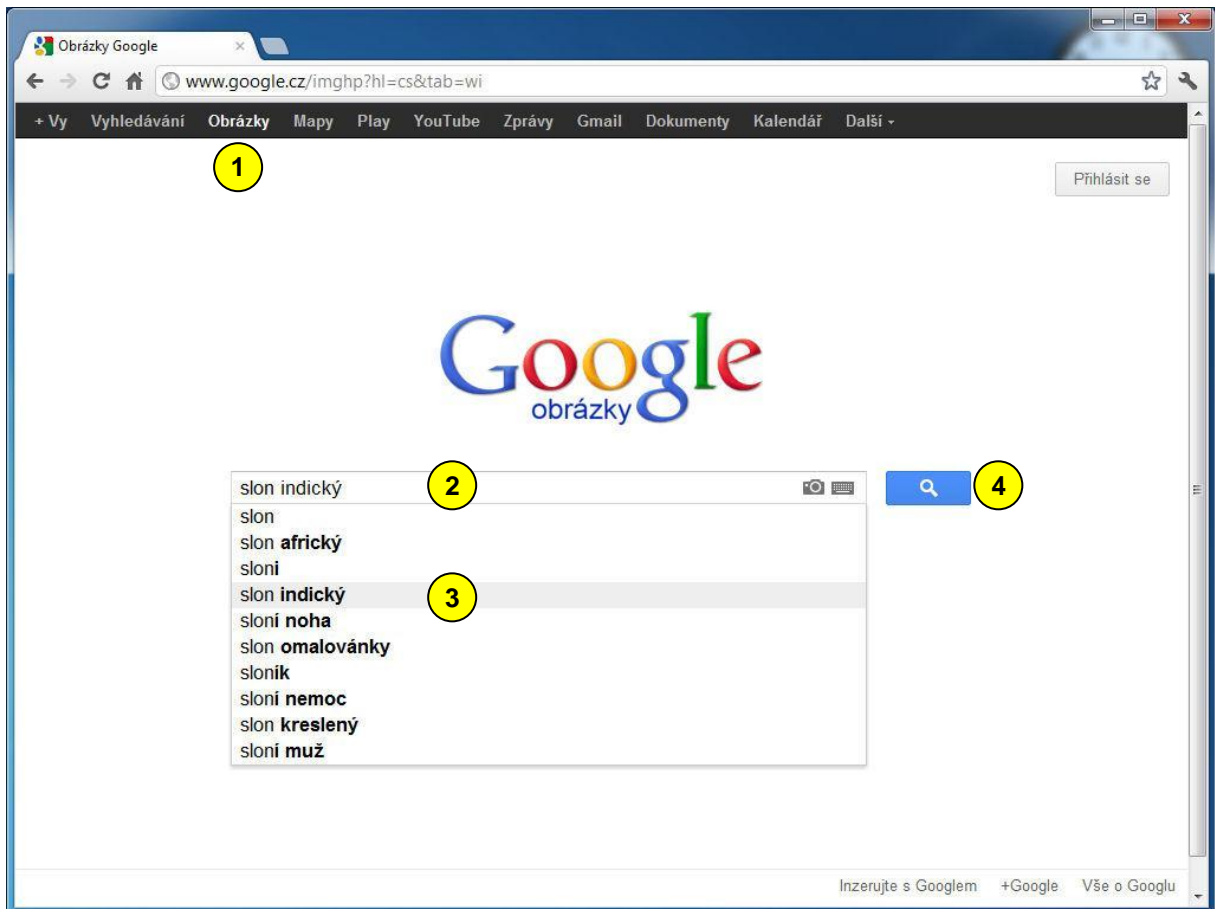 Obrázky Google
www.google.cz/imghp?hl=cs&tab=wi
+ Vy Vyhledávání Obrázky Mapy Play YouTube Zprávy Gmail Dokumenty Kalendář Další
1
Přihlásit se
Google
obrázky
slon indický 2 4
slon
slon africký
sloni
slon indický 3
sloní noha
slon omalovánky
sloník
sloní nemoc
slon kreslený
sloní muž
Inzerujte s Googlem +Google Vše o Googlu